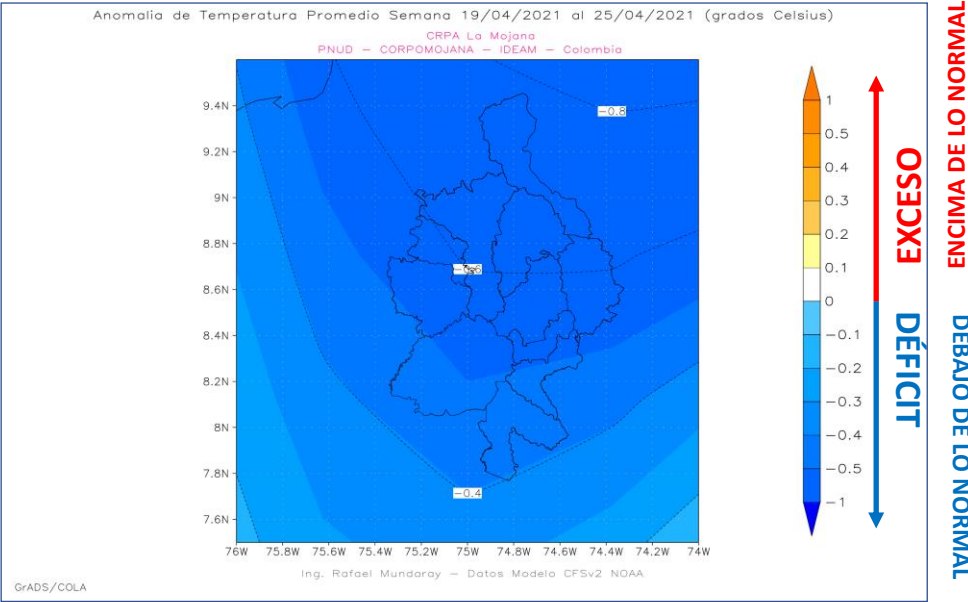 Anomalia de Temperatura Promedio Semana 19/04/2021 al 25/04/2021 (grados Celsius)
CRPA La Mojana
PNUD – CORPOMOJANA – IDEAM – Colombia
9.4N
9.2N
9N
8.8N
8.6N
8.4N
8.2N
8N
7.8N
7.6N
76W 75.8W 75.6W 75.4W 75.2W 75W 74.8W 74.6W 74.4W 74.2W 74W
−0.8
−0.6
−0.4
1
0.5
0.4
0.3
0.2
0.1
0
−0.1
−0.2
−0.3
−0.4
−0.5
−1
EXCESO
DÉFICIT
ENCIMA DE LO NORMAL
DEBAJO DE LO NORMAL
Ing. Rafael Mundaray – Datos Modelo CFSv2 NOAA
GrADS/COLA